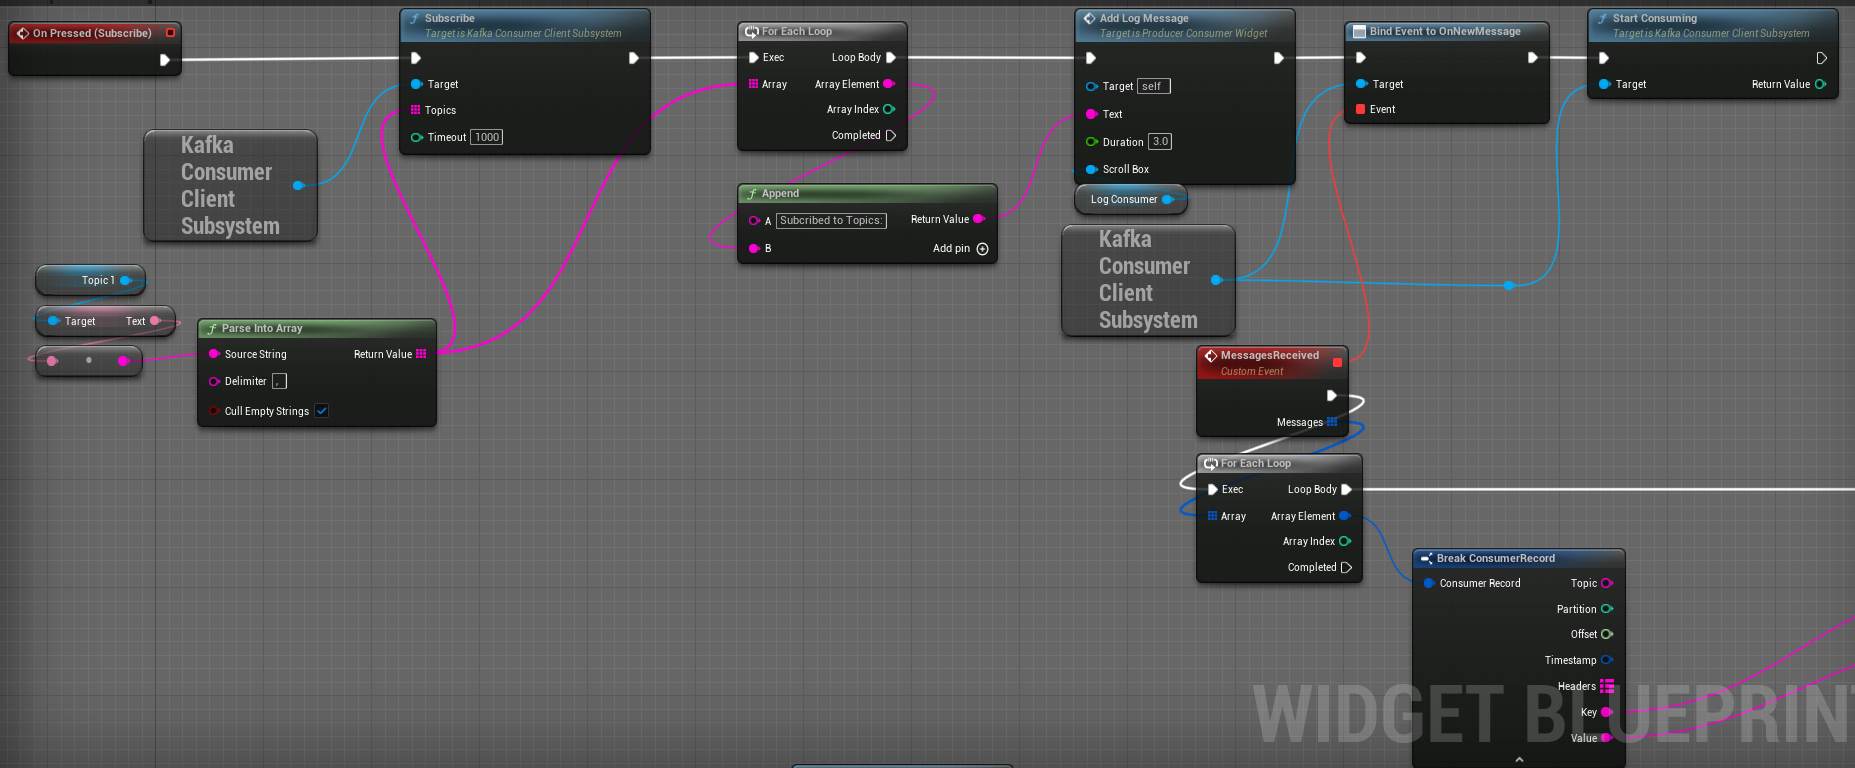 On Pressed (Subscribe)
Subscribe
Target is Kafka Consumer Client Subsystem
Target
Topics
Timeout 1000
Kafka
Consumer
Client
Subsystem
Topic 1
Target Text
Parse Into Array
Source String Return Value
Delimiter ,
Cull Empty Strings
For Each Loop
Exec Loop Body
Array Array Element
Array Index
Completed
Append
A Subcribed to Topics: Return Value
B Add pin
Add Log Message
Target is Producer Consumer Widget
Target self
Text
Duration 3.0
Scroll Box
Log Consumer
Kafka
Consumer
Client
Subsystem
Bind Event to OnNewMessage
Target
Event
Start Consuming
Target is Kafka Consumer Client Subsystem
Target Return Value
MessagesReceived
Custom Event
Messages
For Each Loop
Exec Loop Body
Array Array Element
Array Index
Completed
Break ConsumerRecord
Consumer Record Topic
Partition
Offset
Timestamp
Headers
Key
Value
WIDGET BLUEPRIN